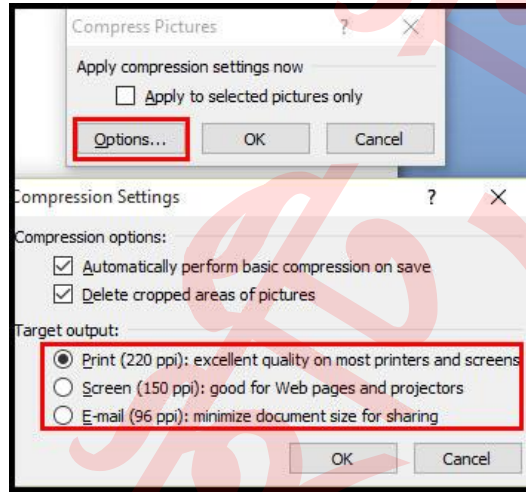 Compress Pictures ? ×
Apply compression settings now
Apply to selected pictures only
Options... OK Cancel
Compression Settings ? ×
Compression options:
Automatically perform basic compression on save
Delete cropped areas of pictures
Target output:
Print (220 ppi): excellent quality on most printers and screens
Screen (150 ppi): good for Web pages and projectors
E-mail (96 ppi): minimize document size for sharing
OK Cancel